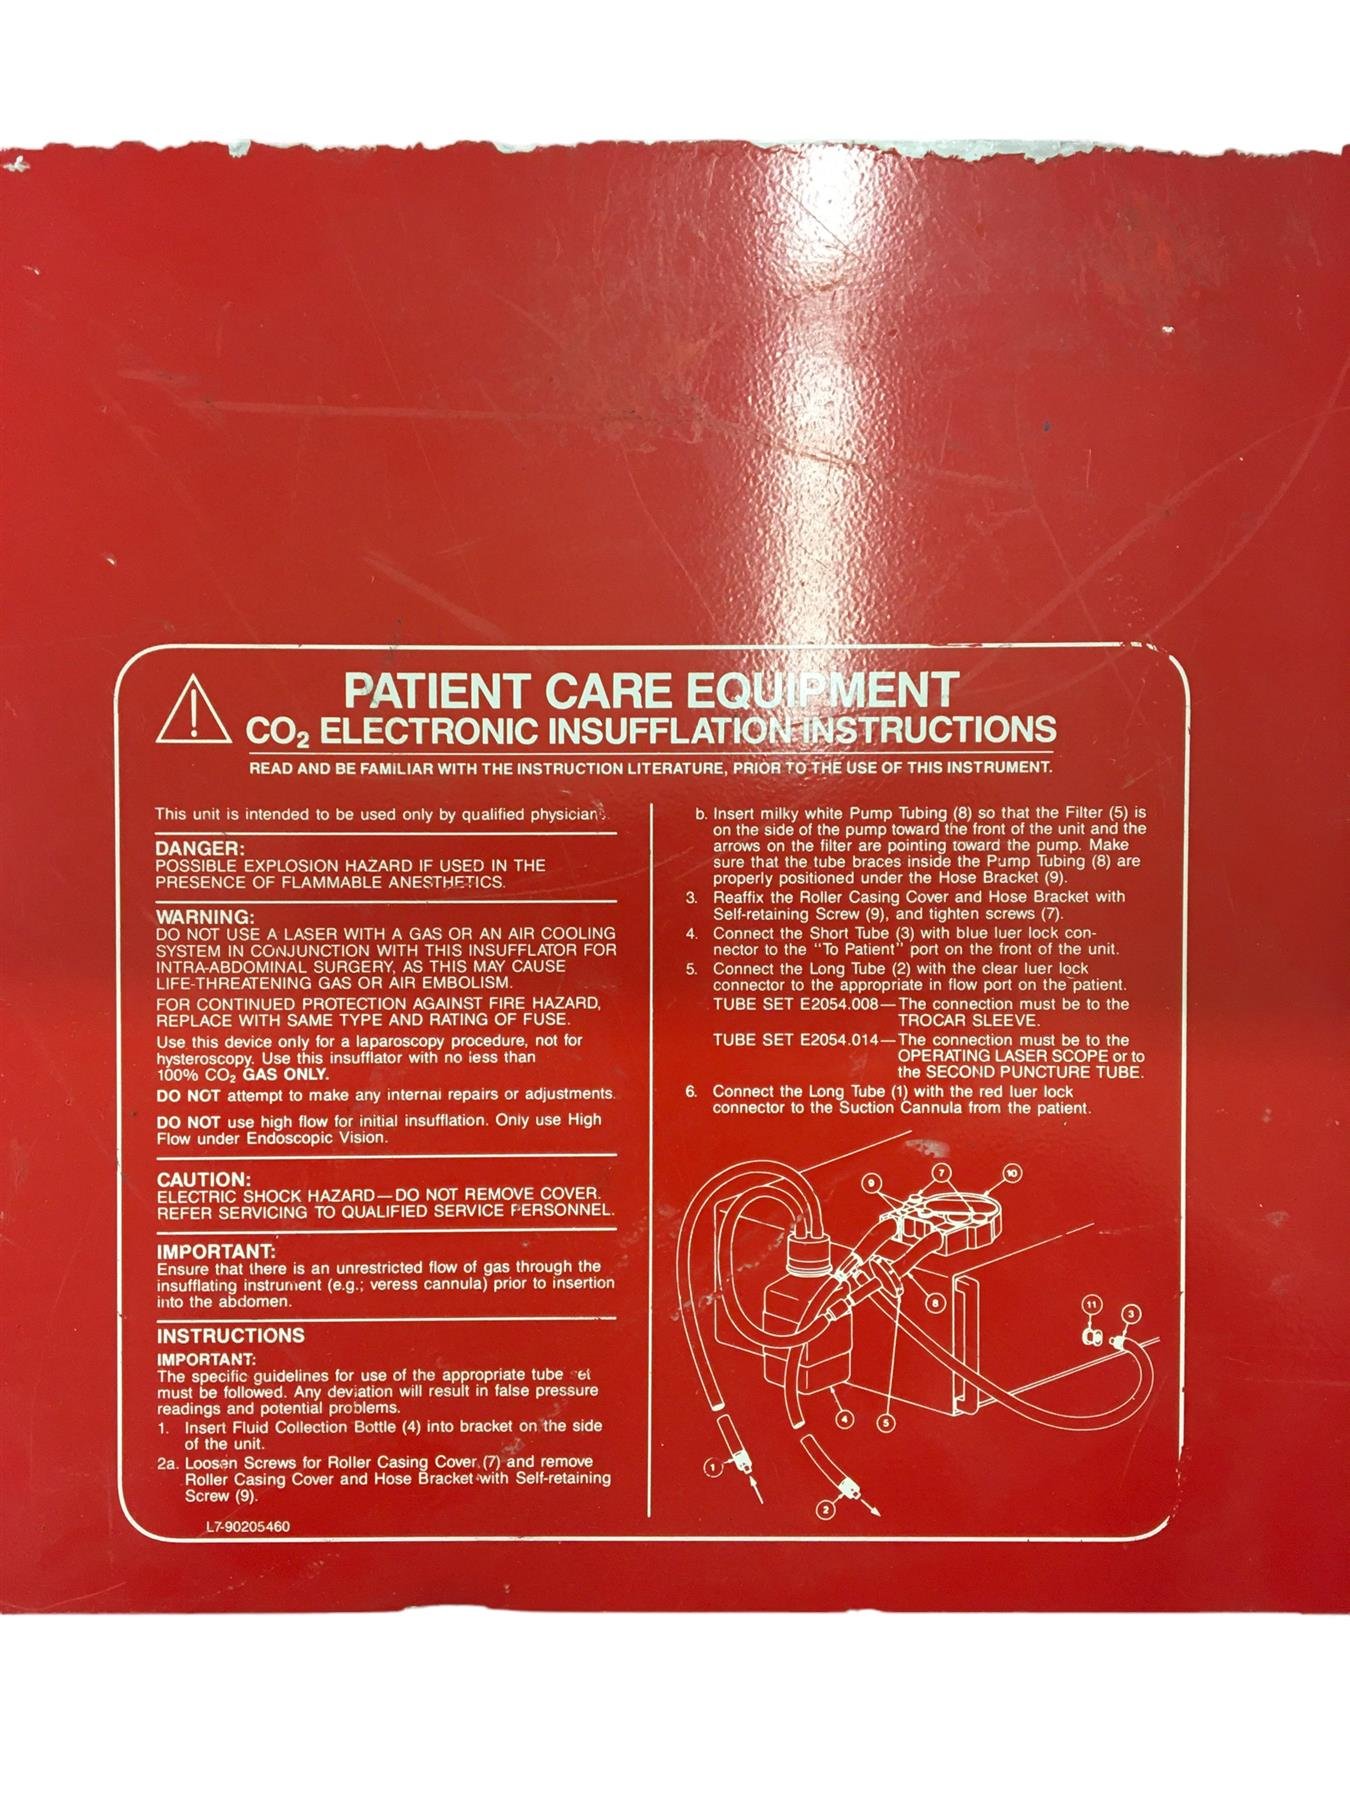 PATIENT CARE EQUIPMENT
CO₂ ELECTRONIC INSUFFLATION INSTRUCTIONS
READ AND BE FAMILIAR WITH THE INSTRUCTION LITERATURE, PRIOR TO THE USE OF THIS INSTRUMENT.
This unit is intended to be used only by qualified physicians.
DANGER:
POSSIBLE EXPLOSION HAZARD IF USED IN THE
PRESENCE OF FLAMMABLE ANESTHETICS.
WARNING:
DO NOT USE A LASER WITH A GAS OR AN AIR COOLING
SYSTEM IN CONJUNCTION WITH THIS INSUFFLATOR FOR
INTRA-ABDOMINAL SURGERY, AS THIS MAY CAUSE
LIFE-THREATENING GAS OR AIR EMBOLISM.
FOR CONTINUED PROTECTION AGAINST FIRE HAZARD,
REPLACE WITH SAME TYPE AND RATING OF FUSE.
Use this device only for a laparoscopy procedure, not for
hysteroscopy. Use this insufflator with no less than
100% CO₂ GAS ONLY.
DO NOT attempt to make any internal repairs or adjustments.
DO NOT use high flow for initial insufflation. Only use High
Flow under Endoscopic Vision.
CAUTION:
ELECTRIC SHOCK HAZARD—DO NOT REMOVE COVER.
REFER SERVICING TO QUALIFIED SERVICE PERSONNEL.
IMPORTANT:
Ensure that there is an unrestricted flow of gas through the
insufflating instrument (e.g.; veress cannula) prior to insertion
into the abdomen.
INSTRUCTIONS
IMPORTANT:
The specific guidelines for use of the appropriate tube set
must be followed. Any deviation will result in false pressure
readings and potential problems.
1. Insert Fluid Collection Bottle (4) into bracket on the side
of the unit.
2a. Loosen Screws for Roller Casing Cover (7) and remove
Roller Casing Cover and Hose Bracket with Self-retaining
Screw (9).
L7-90205460
b. Insert milky white Pump Tubing (8) so that the Filter (5) is
on the side of the pump toward the front of the unit and the
arrows on the filter are pointing toward the pump. Make
sure that the tube braces inside the Pump Tubing (8) are
properly positioned under the Hose Bracket (9).
3. Reaffix the Roller Casing Cover and Hose Bracket with
Self-retaining Screw (9), and tighten screws (7).
4. Connect the Short Tube (3) with blue luer lock con-
nector to the "To Patient" port on the front of the unit.
5. Connect the Long Tube (2) with the clear luer lock
connector to the appropriate in flow port on the patient.
TUBE SET E2054.008—The connection must be to the
TROCAR SLEEVE.
TUBE SET E2054.014—The connection must be to the
OPERATING LASER SCOPE or to
the SECOND PUNCTURE TUBE.
6. Connect the Long Tube (1) with the red luer lock
connector to the Suction Cannula from the patient.
9 7 10
8 11 3
4 5
1
2